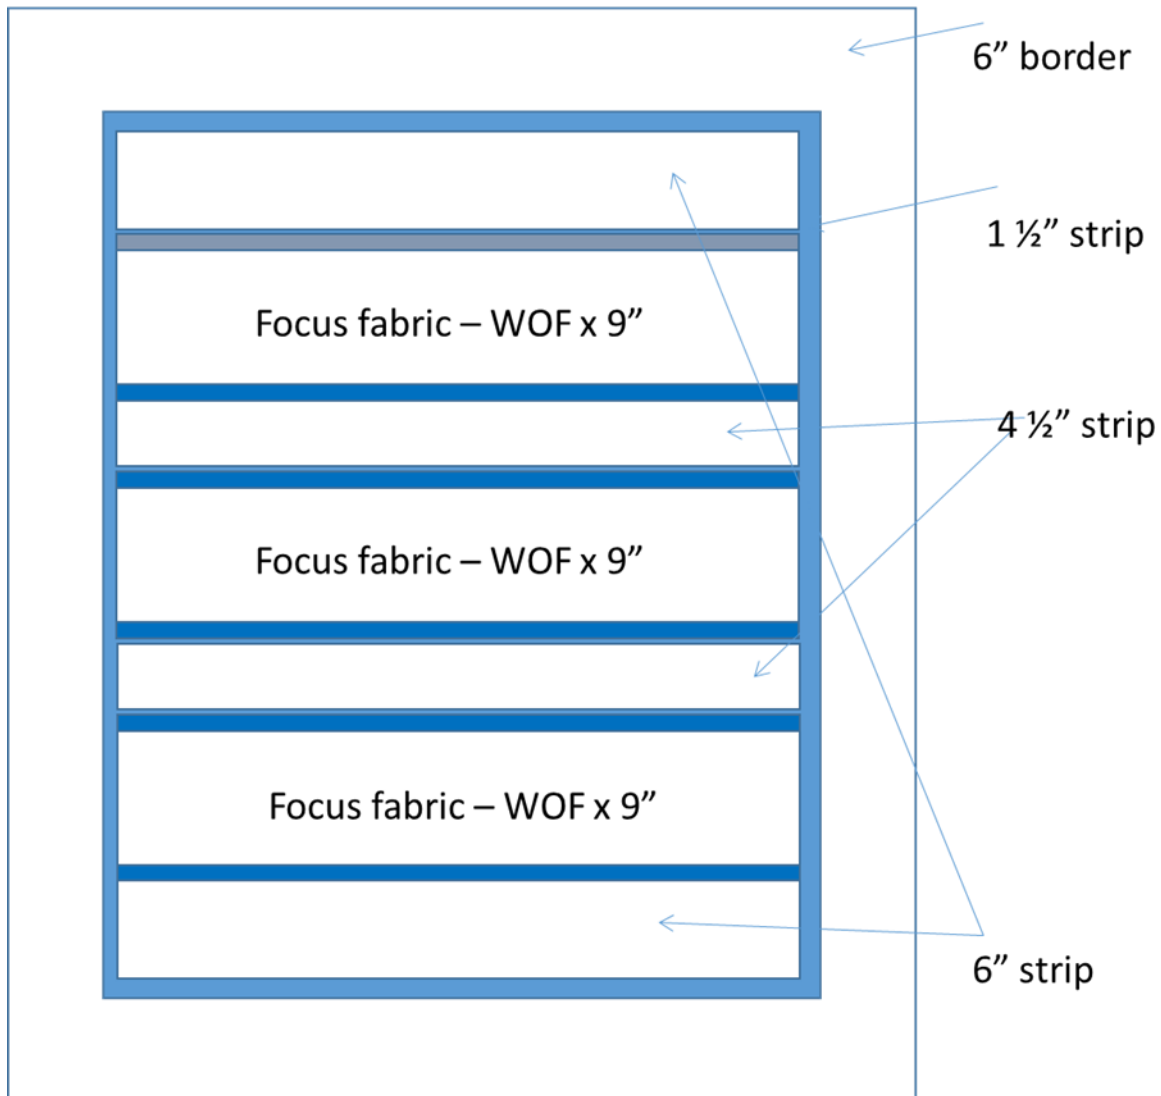 6” border
1 ½” strip
Focus fabric – WOF x 9”
4 ½” strip
Focus fabric – WOF x 9”
Focus fabric – WOF x 9”
6” strip